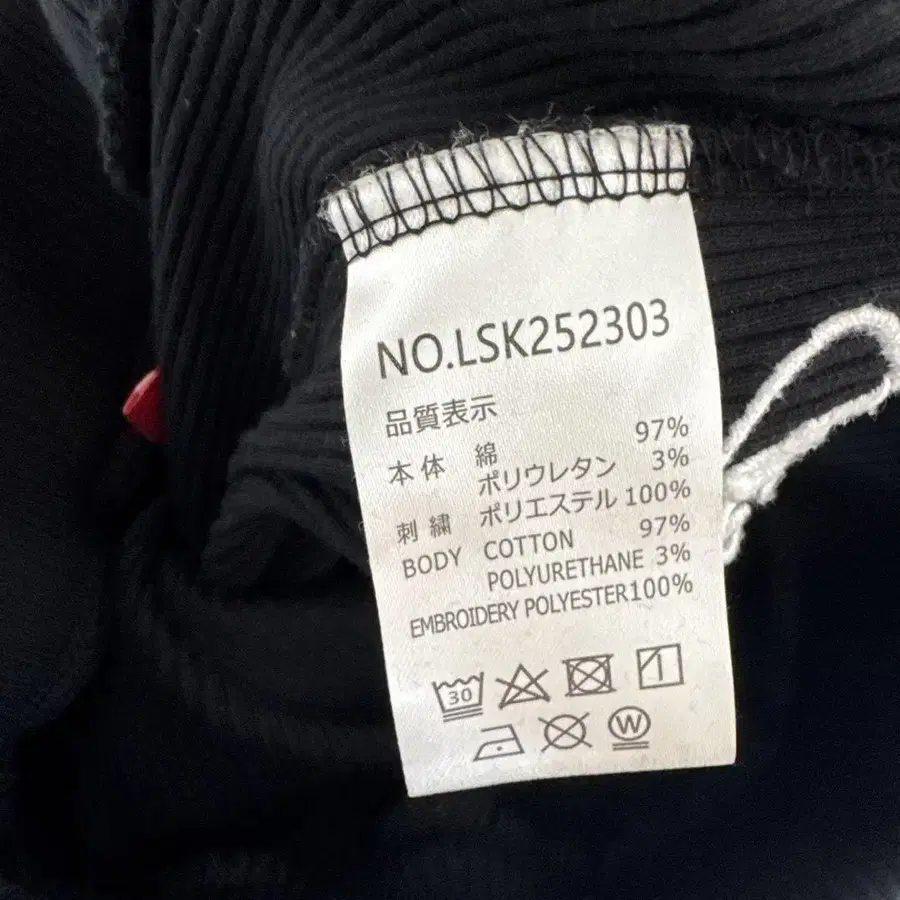 NO.LSK252303
品質表示
本体 綿 97%
ポリウレタン 3%
刺繍 ポリエステル 100%
BODY COTTON 97%
POLYURETHANE 3%
EMBROIDERY POLYESTER100%
30
W